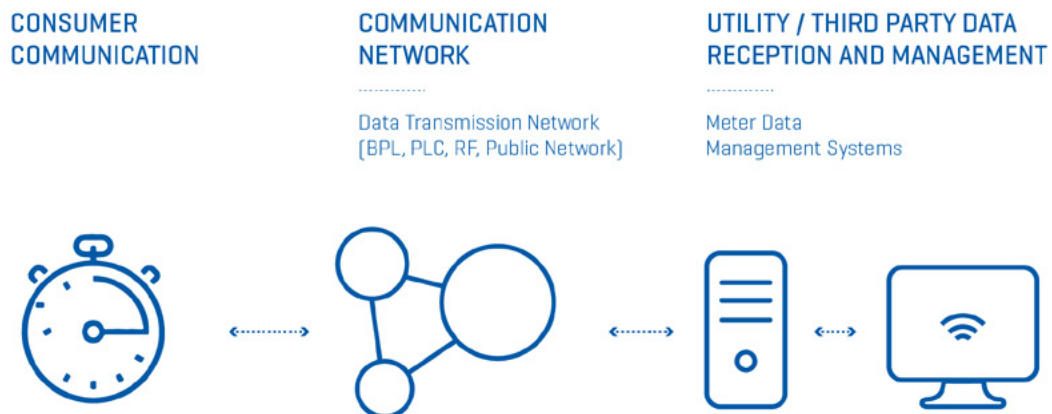 CONSUMER
COMMUNICATION
COMMUNICATION
NETWORK
Data Transmission Network
(BPL, PLC, RF, Public Network)
UTILITY / THIRD PARTY DATA
RECEPTION AND MANAGEMENT
Meter Data
Management Systems